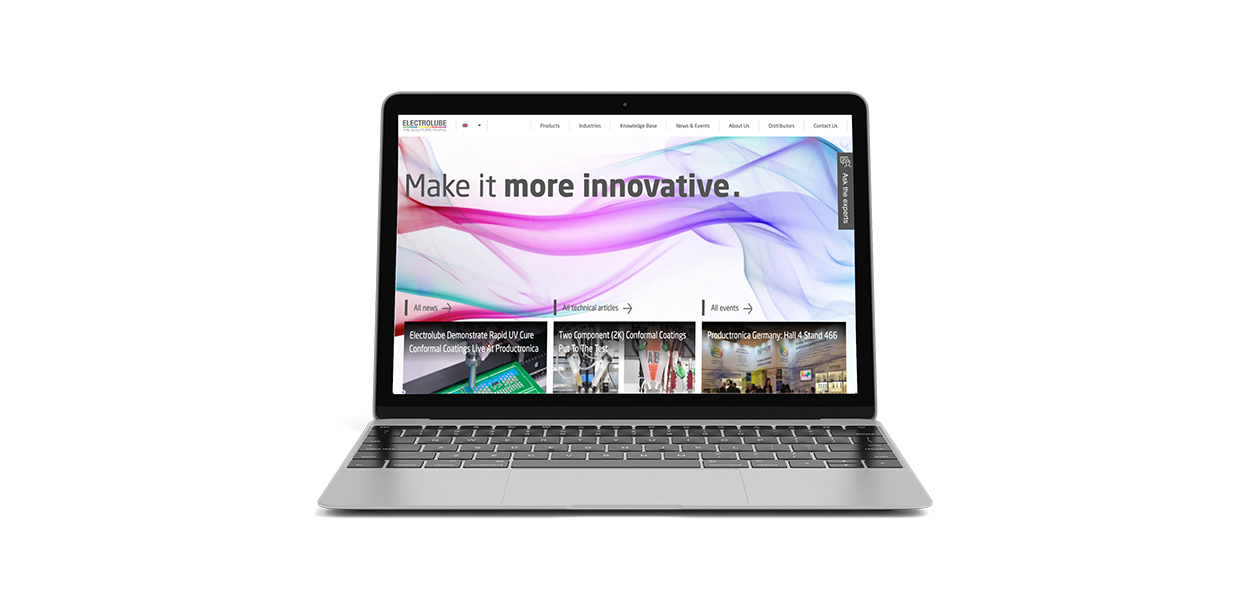 ELECTROLUBE
THE SOLUTIONS PEOPLE
Products
Industries
Knowledge Base
News & Events
About Us
Distributors
Contact Us
Make it more innovative.
Ask the experts
All news
All technical articles
All events
Electrolube Demonstrate Rapid UV Cure
Conformal Coatings Live At Productronica
Two Component (2K) Conformal Coatings
Put To The Test
AB
Productronica Germany: Hall 4 Stand 466